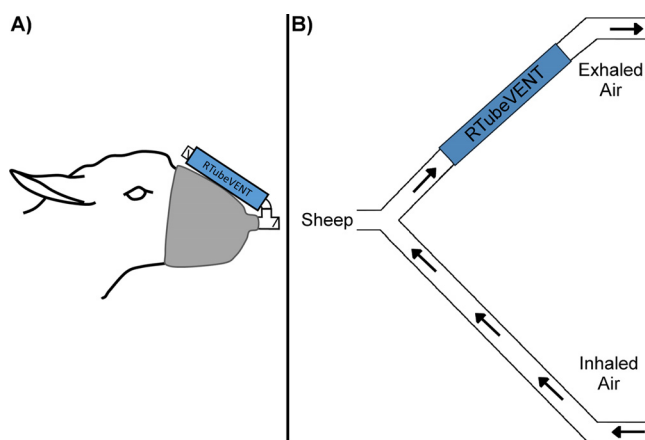 A)
RTubeVENT
B)
Exhaled
Air
RTubeVENT
Sheep
Inhaled
Air